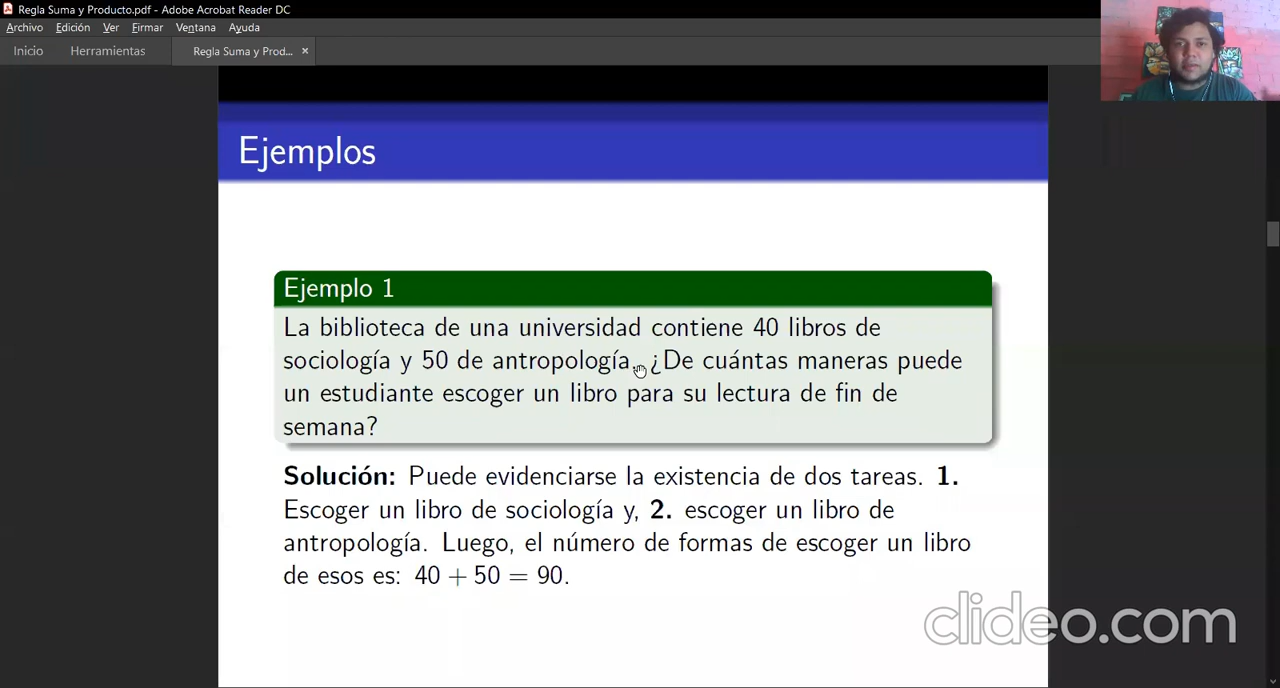 Regla Suma y Producto.pdf - Adobe Acrobat Reader DC
Archivo Edición Ver Firmar Ventana Ayuda
Inicio Herramientas Regla Suma y Prod... ×
Ejemplos
Ejemplo 1
La biblioteca de una universidad contiene 40 libros de
sociología y 50 de antropología. ¿De cuántas maneras puede
un estudiante escoger un libro para su lectura de fin de
semana?
Solución: Puede evidenciarse la existencia de dos tareas. 1.
Escoger un libro de sociología y, 2. escoger un libro de
antropología. Luego, el número de formas de escoger un libro
de esos es: 40 + 50 = 90.
clideo.com